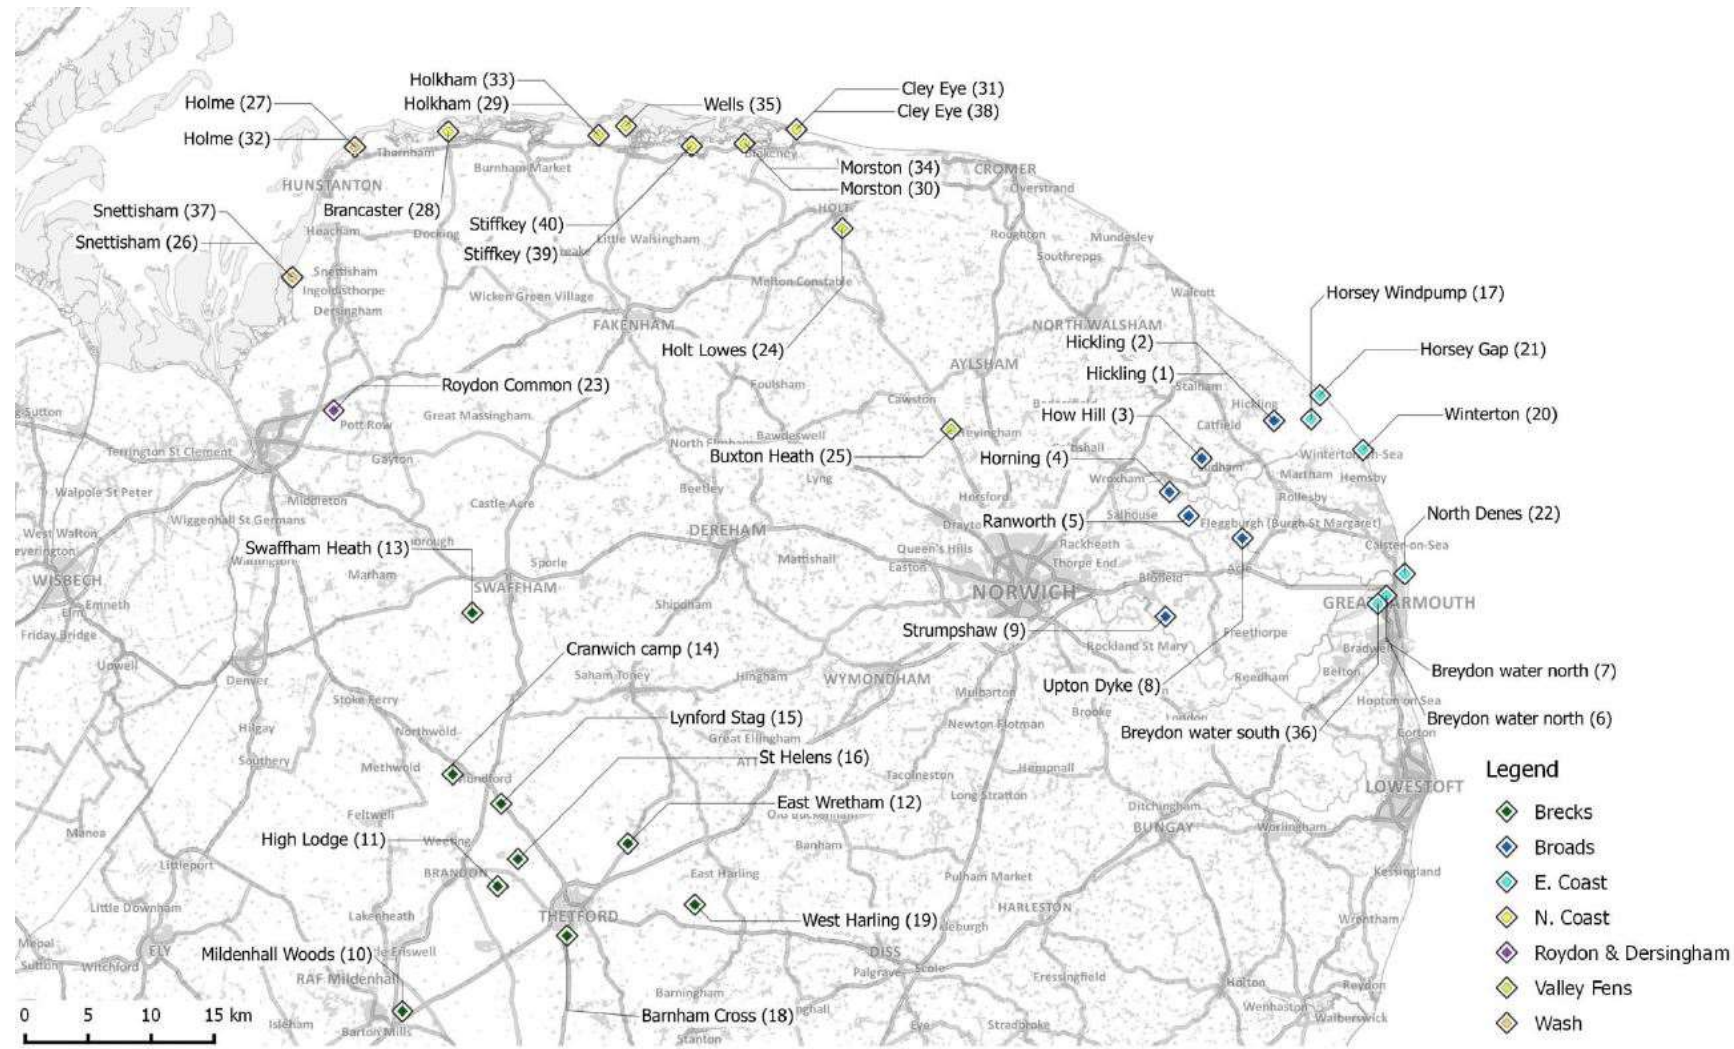 Holkham (33)
Holkham (29)
Holme (27)
Holme (32)
Wells (35)
Cley Eye (31)
Cley Eye (38)
Thornham
Burnham Market
Blakeney
Morston (34)
Morston (30)
CROMER
Overstrand
HUNSTANTON
Snettisham (37)
Snettisham (26)
Brancaster (28)
Heacham
Docking
Stiffkey (40)
Stiffkey (39)
Little Walsingham
HOLT
Roughton
Mundesley
Southrepps
Snettisham
Ingoldisthorpe
Dersingham
Wicken Green Village
Melton Constable
Walcott
Horsey Windpump (17)
FAKENHAM
NORTH WALSHAM
Hickling (2)
Holt Lowes (24)
Horsey Gap (21)
AYLSHAM
Hickling (1)
Stalham
Roydon Common (23)
Foulsham
Cawston
Hickling
Pott Row
Great Massingham
How Hill (3)
Catfield
Winterton (20)
Terrington St Clement
Bawdeswell
Hevingham
Buxton Heath (25)
Horning (4)
Gayton
Martham
Hemsby
Walpole St Peter
Middleton
Castle Acre
Beetley
Lyng
Wroxham
Rollesby
Horsford
Ranworth (5)
Salhouse
Fleggburgh (Burgh St Margaret)
North Denes (22)
Wiggenhall St Germans
West Walton
DEREHAM
Queen's Hills
Rackheath
Caister-on-Sea
Swaffham Heath (13)
Mattishall
Easton
Thorpe End
Blofield
Acle
Sporle
Marham
SWAFFHAM
WISBECH
Emneth
Elm
Shipdham
NORWICH
GREAT YARMOUTH
Friday Bridge
Strumpshaw (9)
Freethorpe
Rockland St Mary
Bradwell
Cranwich camp (14)
Upwell
Denver
Saham Toney
Hingham
WYMONDHAM
Upton Dyke (8)
Reedham
Belton
Breydon water north (7)
Stoke Ferry
Mulbarton
Brooke
Hopton on Sea
Lynford Stag (15)
Loddon
Breydon water north (6)
Hilgay
Northwold
Great Ellingham
Newton Flotman
Breydon water south (36)
Corton
St Helens (16)
Southery
Methwold
Mundford
Tacolneston
Hempnall
Legend
LOWESTOFT
East Wretham (12)
Long Stratton
Ditchingham
Brecks
Feltwell
Old Buckenham
Manea
High Lodge (11)
Weeting
Banham
BUNGAY
Worlingham
Broads
Littleport
BRANDON
East Harling
Pulham Market
Kessingland
E. Coast
Little Downham
Lakenheath
THETFORD
West Harling (19)
HARLESTON
Wrentham
N. Coast
Mepal
Sutton
Witchford
ELY
Mildenhall Woods (10)
Eriswell
DISS
Palgrave
Scole
Roydon & Dersingham
RAF Mildenhall
Fressingfield
Halton
Reydon
Barningham
Valley Fens
0 5 10 15 km
Isleham
Barton Mills
Barnham Cross (18)
Stanton
Eye
Stradbroke
Wenhaston
Walberswick
Wash